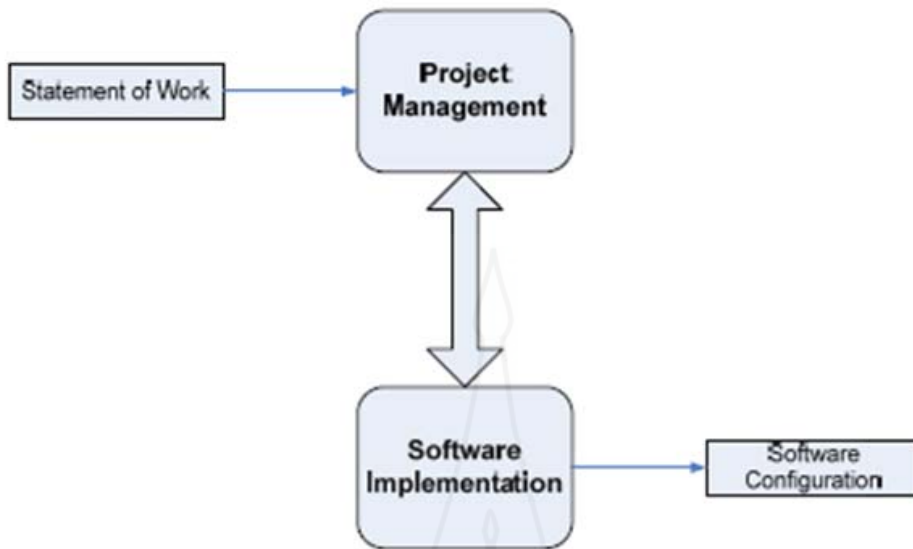 Project
Management
Statement of Work
Software
Implementation
Software
Configuration